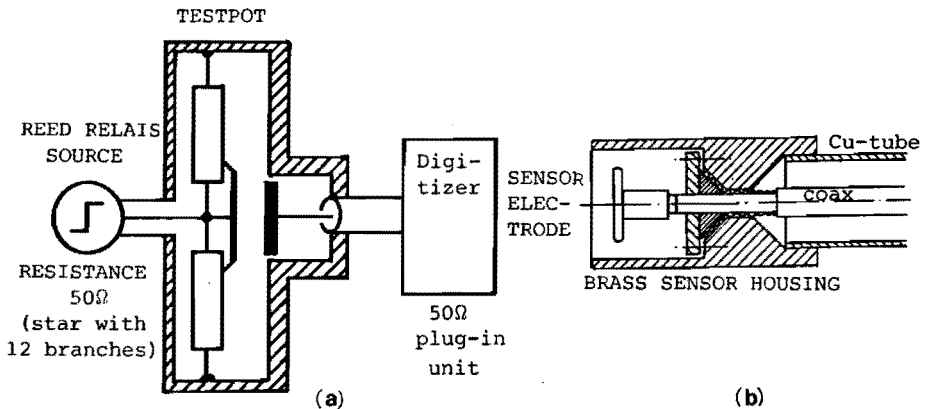 TESTPOT
REED RELAIS
SOURCE
RESISTANCE
50Ω
(star with
12 branches)
Digi-
tizer
50Ω
plug-in
unit
(a)
SENSOR
ELEC-
TRODE
Cu-tube
coax
BRASS SENSOR HOUSING
(b)